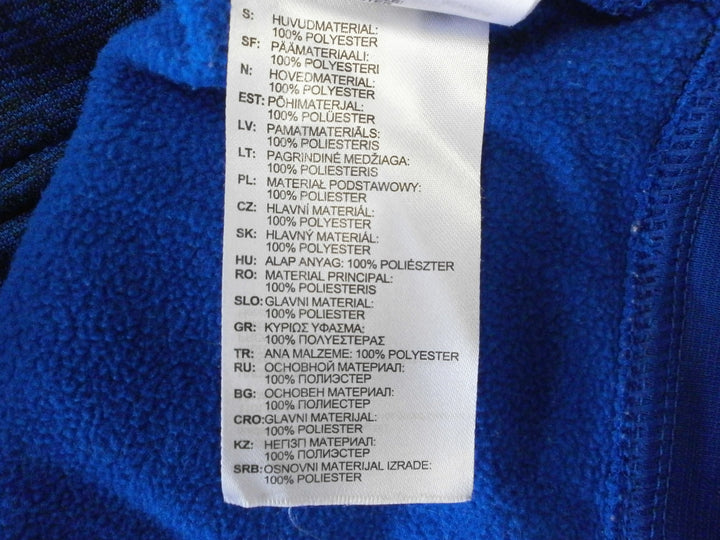 S: HUVUDMATERIAL:
100% POLYESTER
SF: PÄÄMATERIAALI:
100% POLYESTERI
N: HOVEDMATERIAL:
100% POLYESTER
EST: PÕHIMATERJAL:
100% POLÜESTER
LV: PAMATMATERIĀLS:
100% POLIESTERIS
LT: PAGRINDINĖ MEDŽIAGA:
100% POLIESTERIS
PL: MATERIAŁ PODSTAWOWY:
100% POLIESTER
CZ: HLAVNÍ MATERIÁL:
100% POLYESTER
SK: HLAVNÝ MATERIÁL:
100% POLYESTER
HU: ALAP ANYAG: 100% POLIÉSZTER
RO: MATERIAL PRINCIPAL:
100% POLIESTERIS
SLO: GLAVNI MATERIAL:
100% POLIESTER
GR: ΚΥΡΙΩΣ ΥΦΑΣΜΑ:
100% ΠΟΛΥΕΣΤΕΡΑΣ
TR: ANA MALZEME: 100% POLYESTER
RU: ОСНОВНОЙ МАТЕРИАЛ:
100% ПОЛИЭСТЕР
BG: ОСНОВЕН МАТЕРИАЛ:
100% ПОЛИЕСТЕР
CRO: GLAVNI MATERIJAL:
100% POLIESTER
KZ: НЕГІЗГІ МАТЕРИАЛ:
100% ПОЛИЭСТЕР
SRB: OSNOVNI MATERIJAL IZRADE:
100% POLIESTER